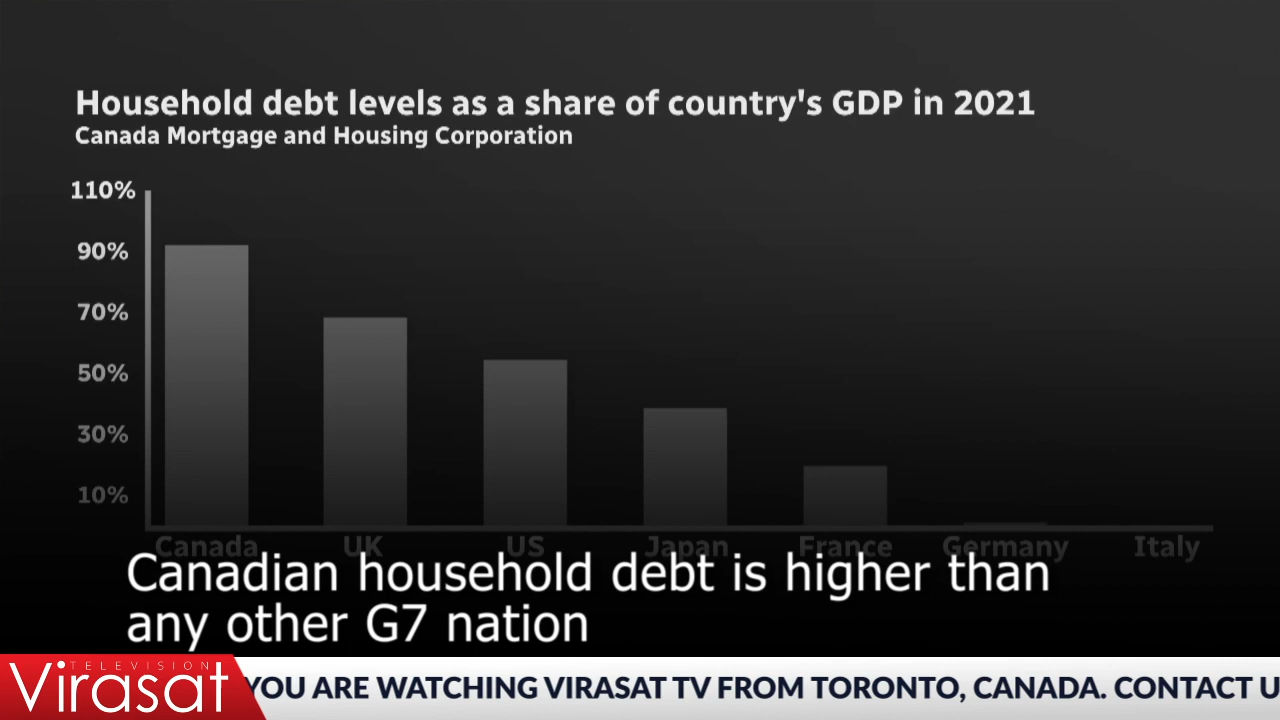 Household debt levels as a share of country's GDP in 2021
Canada Mortgage and Housing Corporation
110%
90%
70%
50%
30%
10%
Canada UK US Japan France Germany Italy
Canadian household debt is higher than
any other G7 nation
TELEVISION
Virasat
YOU ARE WATCHING VIRASAT TV FROM TORONTO, CANADA. CONTACT U